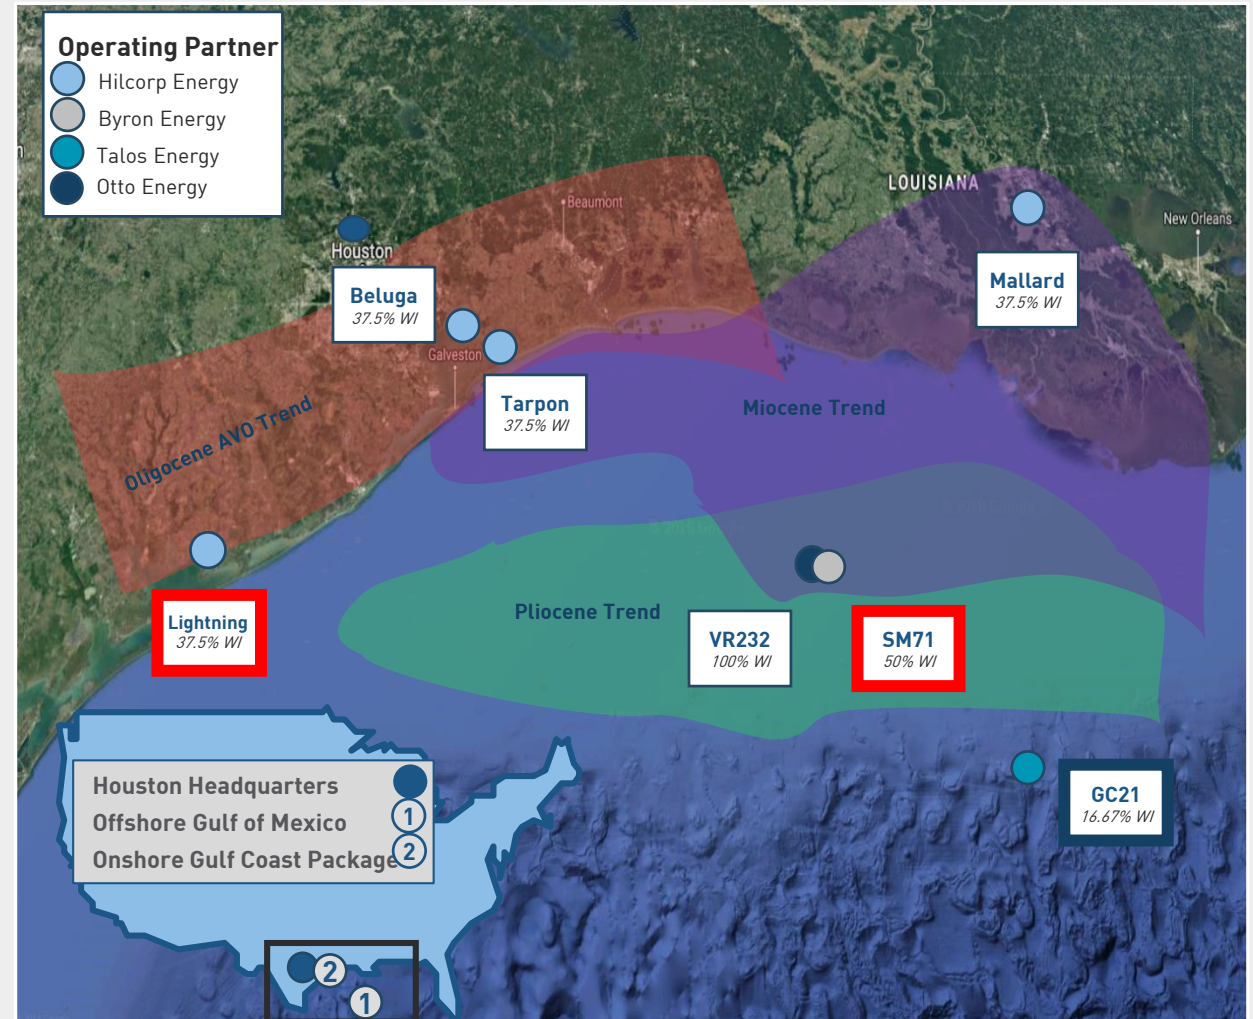 Operating Partner
Hilcorp Energy
Byron Energy
Talos Energy
Otto Energy
LOUISIANA
Beaumont
New Orleans
Houston
Beluga
37.5% WI
Mallard
37.5% WI
Galveston
Tarpon
37.5% WI
Miocene Trend
Oligocene AVO Trend
Pliocene Trend
Lightning
37.5% WI
VR232
100% WI
SM71
50% WI
GC21
16.67% WI
Houston Headquarters
Offshore Gulf of Mexico 1
Onshore Gulf Coast Package 2
2
1